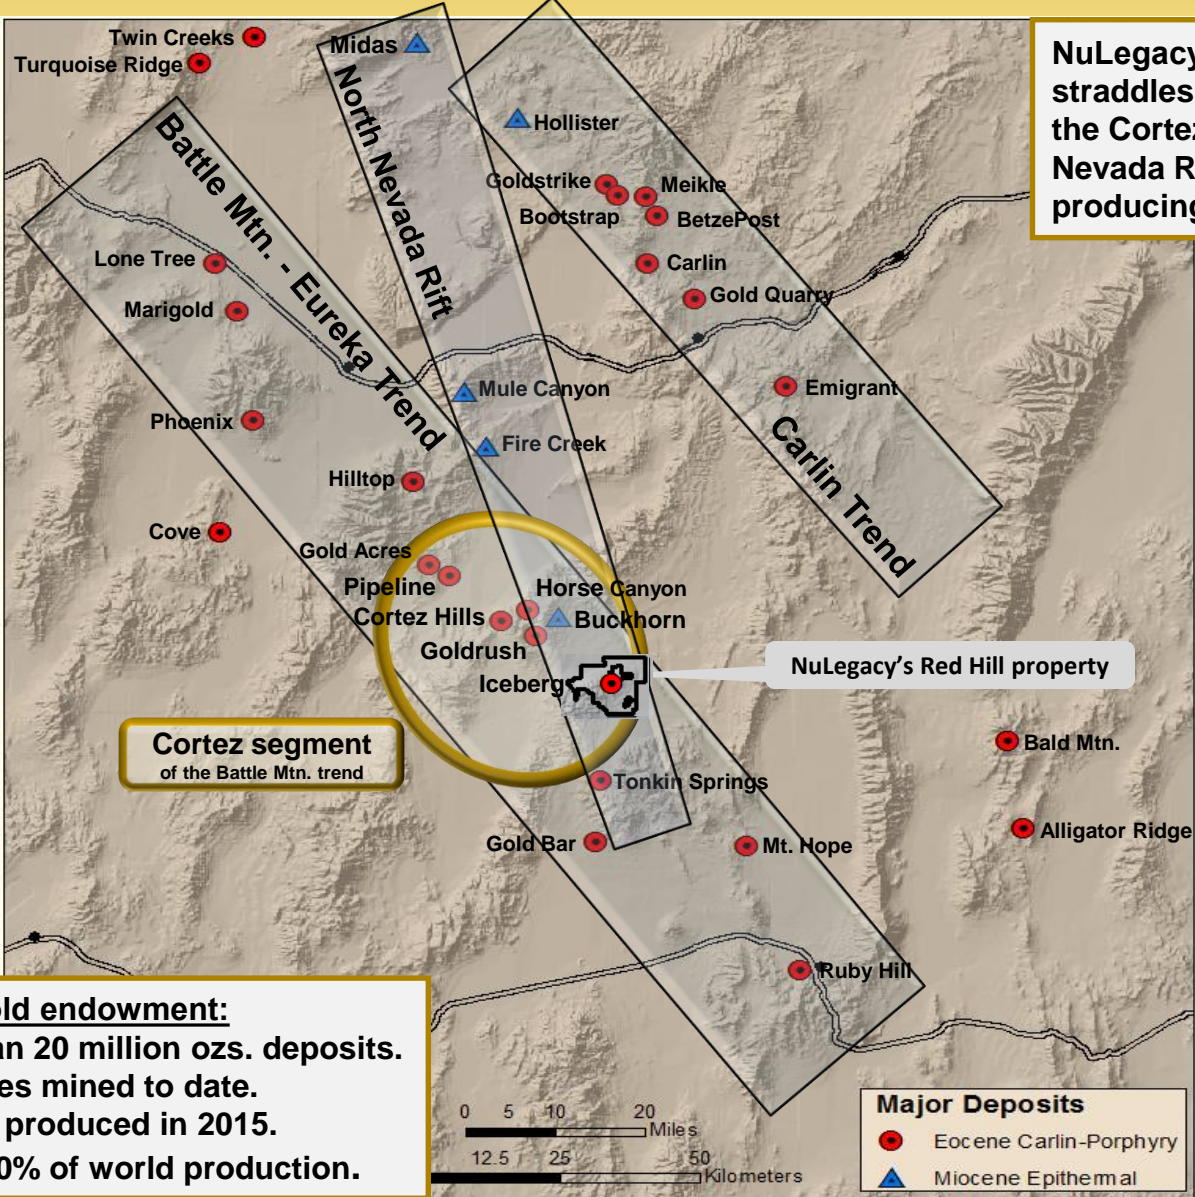 Twin Creeks
Turquoise Ridge
Midas
North Nevada Rift
Battle Mtn. - Eureka Trend
Hollister
Goldstrike
Meikle
Bootstrap
BetzePost
Lone Tree
Carlin
Marigold
Gold Quarry
Mule Canyon
Emigrant
Phoenix
Fire Creek
Carlin Trend
Hilltop
Cove
Gold Acres
Pipeline
Horse Canyon
Cortez Hills
Buckhorn
Goldrush
Iceberg
NuLegacy's Red Hill property
Cortez segment
of the Battle Mtn. trend
Bald Mtn.
Tonkin Springs
Gold Bar
Mt. Hope
Alligator Ridge
Ruby Hill
NuLegacy
straddles
the Cortez
Nevada R
producing
old endowment:
an 20 million ozs. deposits.
es mined to date.
produced in 2015.
0% of world production.
0 5 10 20
Miles
12.5 25 50
Kilometers
Major Deposits
Eocene Carlin-Porphyry
Miocene Epithermal